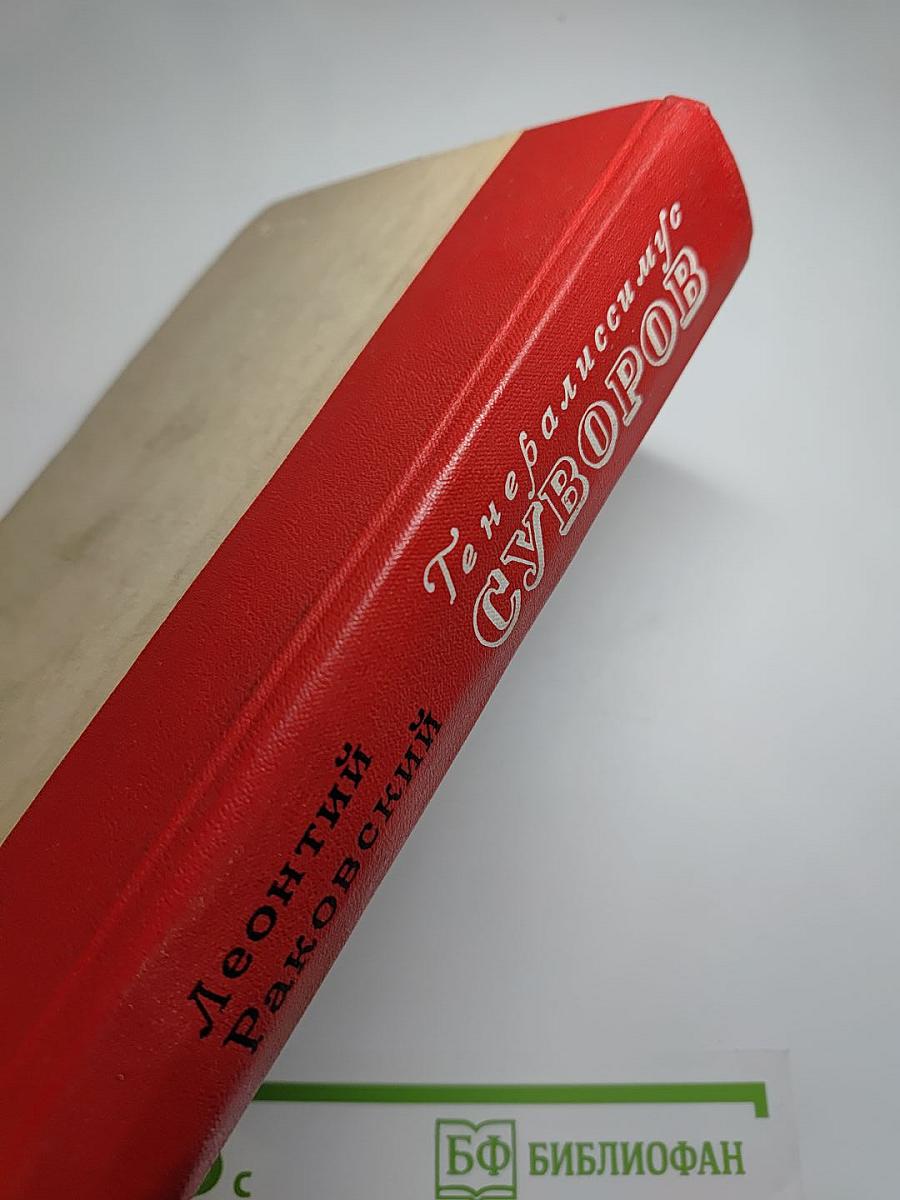 Генералиссимус
СУВОРОВ
Леонтий
Раковский
с
БФ БИБЛИОФАН